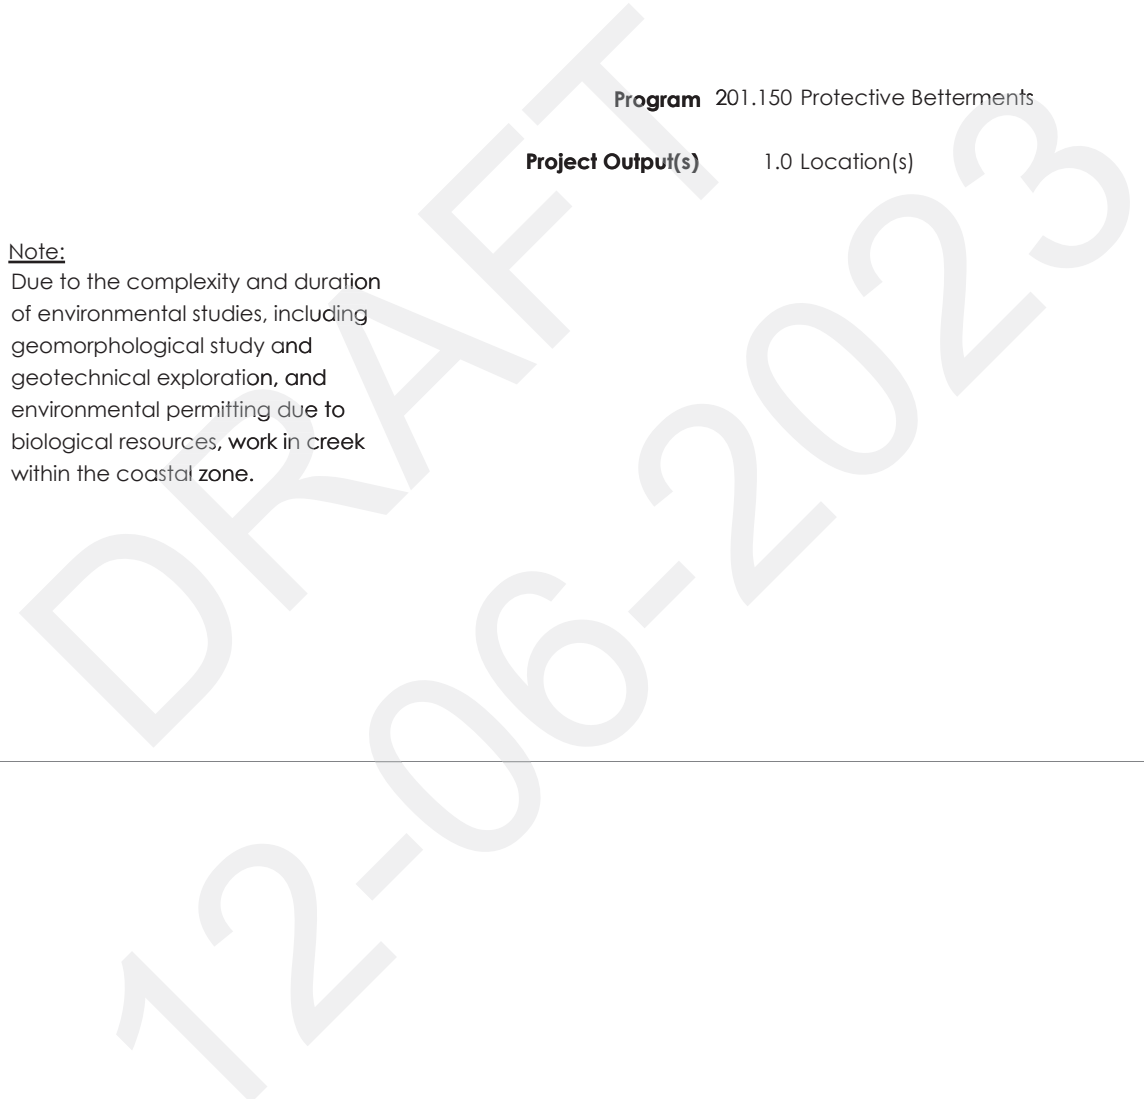 Program 201.150 Protective Betterments
Project Output(s) 1.0 Location(s)
Note:
Due to the complexity and duration
of environmental studies, including
geomorphological study and
geotechnical exploration, and
environmental permitting due to
biological resources, work in creek
within the coastal zone.
DRAFT
12-06-2023